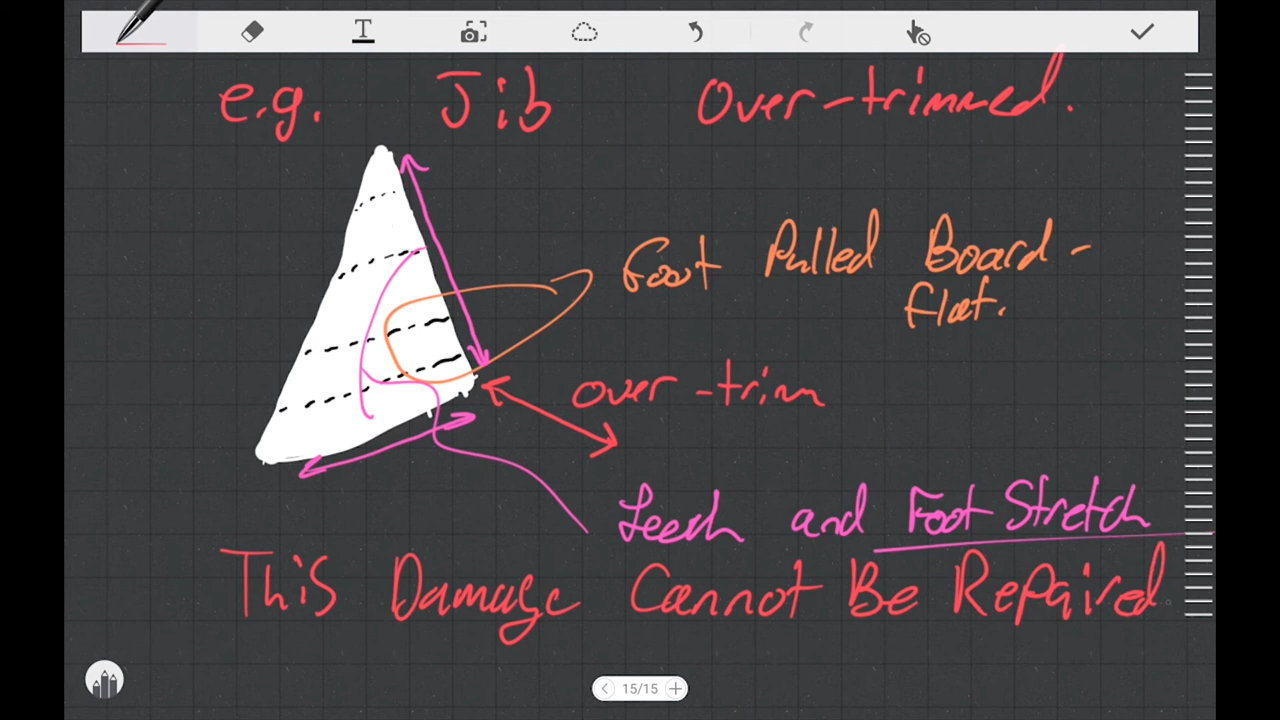 e.g. Jib Over-trimmed.
Foot Pulled Board-
flat.
over-trim
Leech and Foot Stretch
This Damage Cannot Be Repaired
15/15